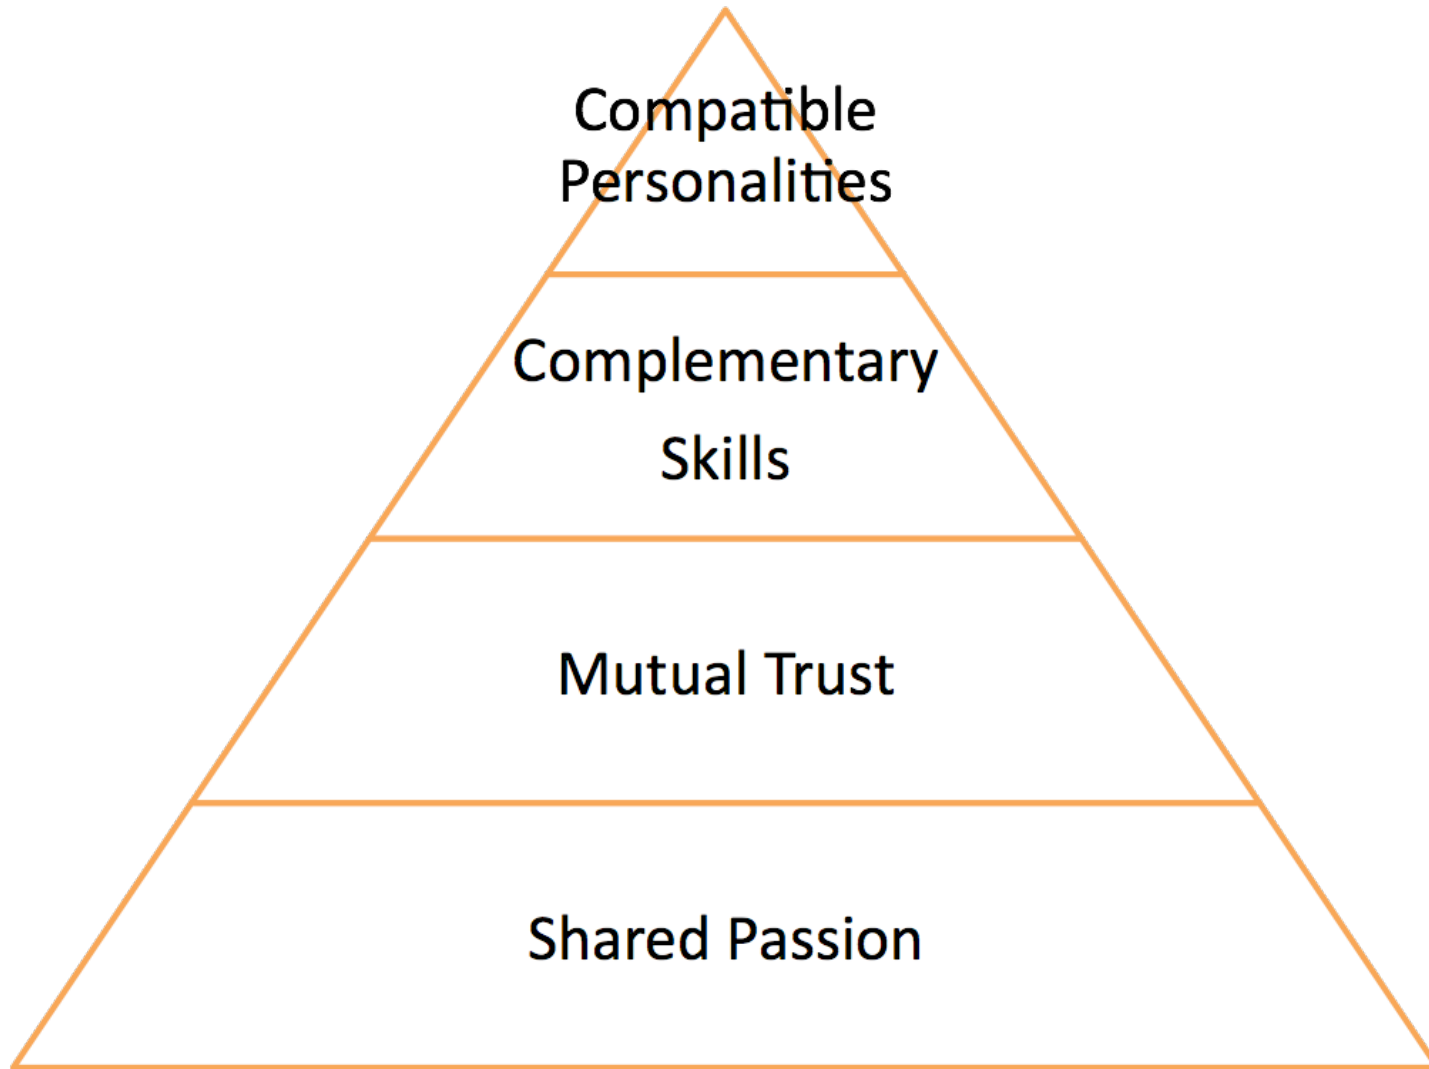 Compatible
Personalities
Complementary
Skills
Mutual Trust
Shared Passion